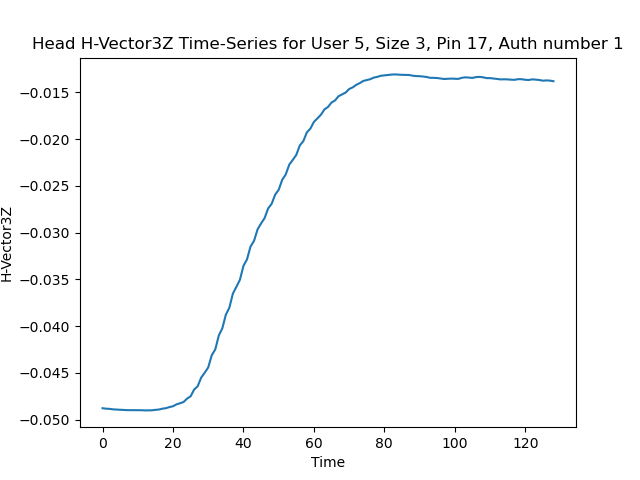 Head H-Vector3Z Time-Series for User 5, Size 3, Pin 17, Auth number 1
H-Vector3Z
−0.015
−0.020
−0.025
−0.030
−0.035
−0.040
−0.045
−0.050
0 20 40 60 80 100 120
Time